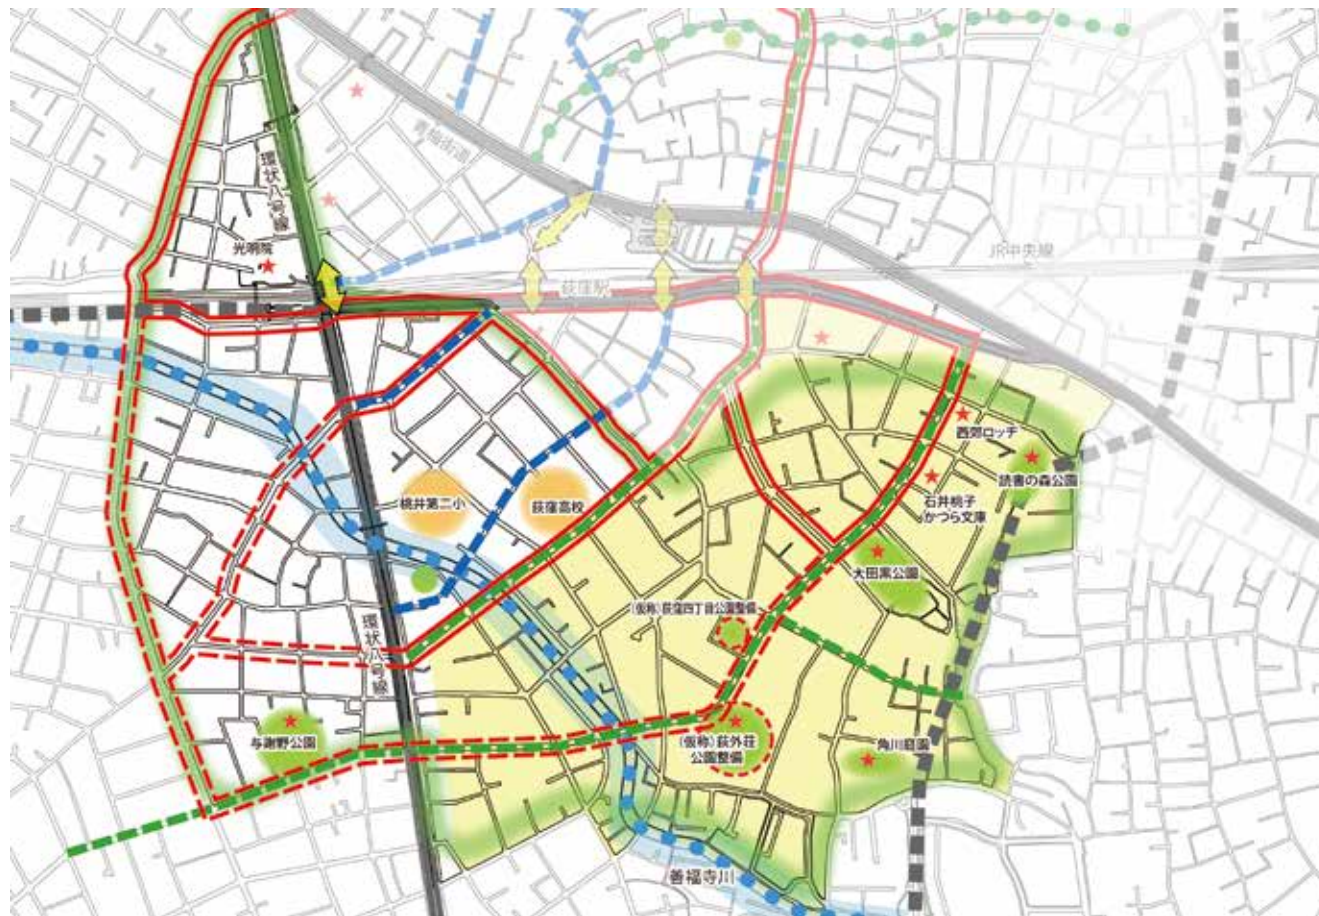 青梅街道
環状八号線
光明院
JR中央線
荻窪駅
西郊ロッヂ
読書の森公園
石井桃子
かつら文庫
桃井第二小
荻窪高校
大田黒公園
(仮称)荻窪四丁目公園整備
環状八号線
与謝野公園
(仮称)荻外荘
公園整備
角川庭園
善福寺川